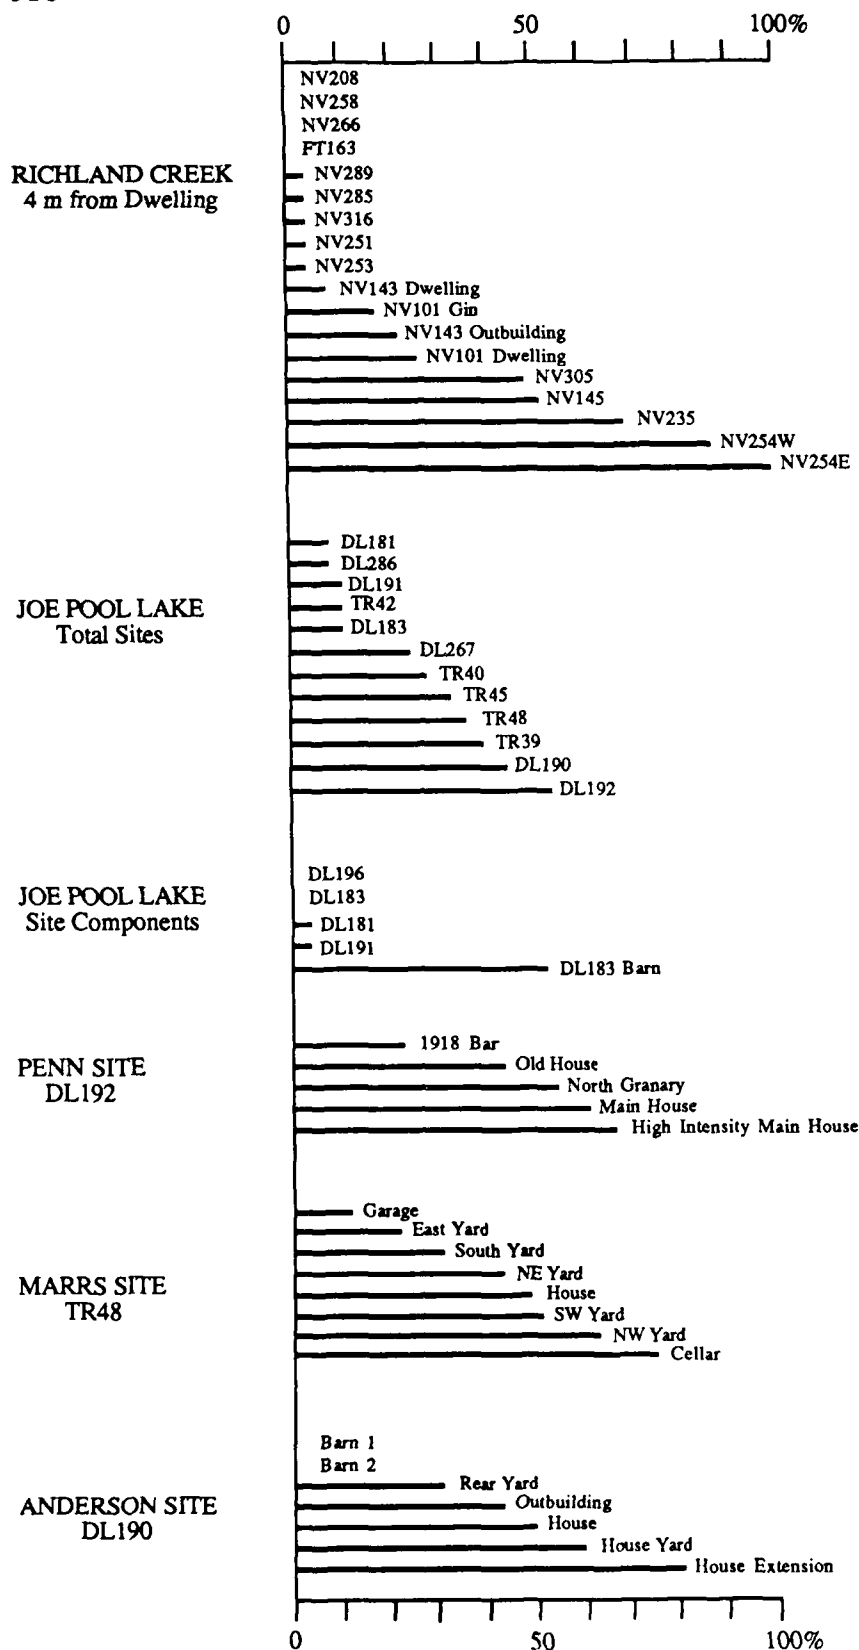 0 50 100%
NV208
NV258
NV266
FT163
RICHLAND CREEK
4 m from Dwelling
NV289
NV285
NV316
NV251
NV253
NV143 Dwelling
NV101 Gin
NV143 Outbuilding
NV101 Dwelling
NV305
NV145
NV235
NV254W
NV254E
JOE POOL LAKE
Total Sites
DL181
DL286
DL191
TR42
DL183
DL267
TR40
TR45
TR48
TR39
DL190
DL192
JOE POOL LAKE
Site Components
DL196
DL183
DL181
DL191
DL183 Barn
PENN SITE
DL192
1918 Bar
Old House
North Granary
Main House
High Intensity Main House
MARRS SITE
TR48
Garage
East Yard
South Yard
NE Yard
House
SW Yard
NW Yard
Cellar
ANDERSON SITE
DL190
Barn 1
Barn 2
Rear Yard
Outbuilding
House
House Yard
House Extension
0 50 100%